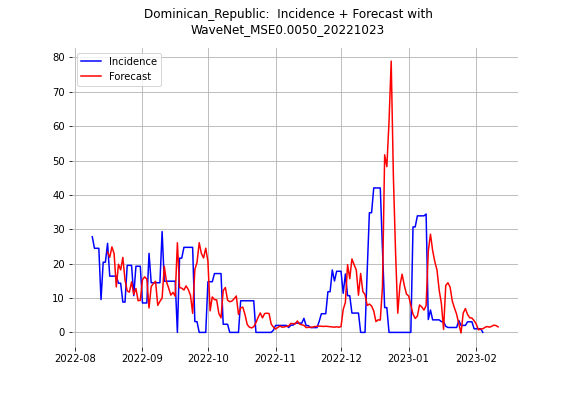 Dominican_Republic:  Incidence + Forecast with
WaveNet_MSE0.0050_20221023
Incidence
Forecast
80
70
60
50
40
30
20
10
0
2022-08 2022-09 2022-10 2022-11 2022-12 2023-01 2023-02